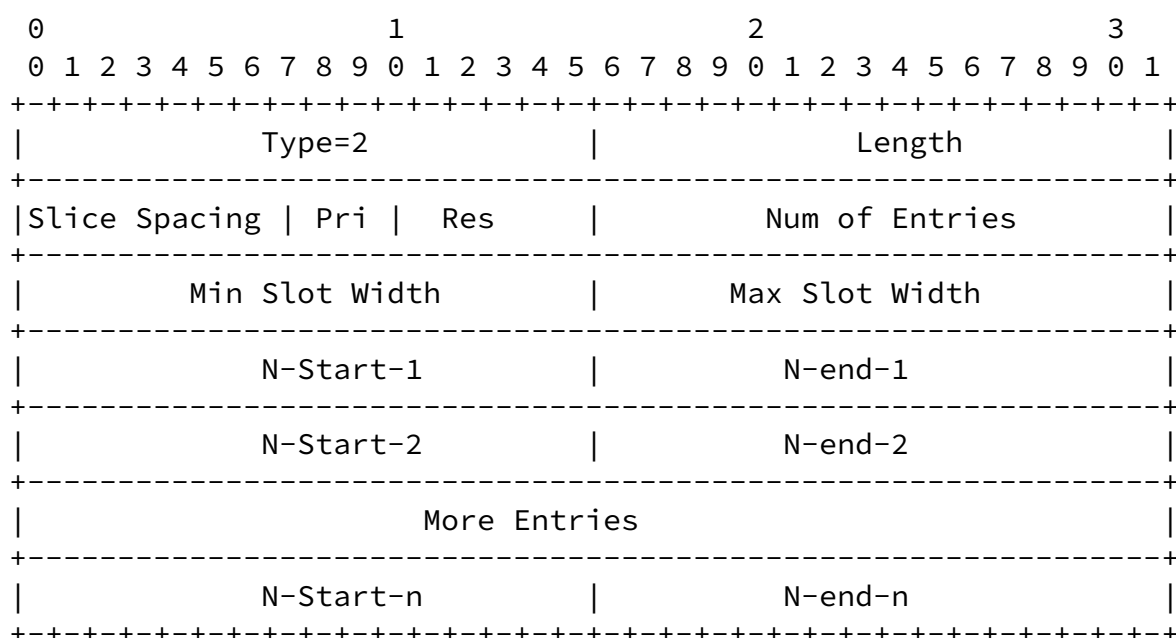 0                   1                   2                   3
 0 1 2 3 4 5 6 7 8 9 0 1 2 3 4 5 6 7 8 9 0 1 2 3 4 5 6 7 8 9 0 1
+-+-+-+-+-+-+-+-+-+-+-+-+-+-+-+-+-+-+-+-+-+-+-+-+-+-+-+-+-+-+-+-+
|             Type=2            |              Length           |
+---------------------------------------------------------------+
|Slice Spacing | Pri |  Res     |         Num of Entries        |
+---------------------------------------------------------------+
|         Min Slot Width        |       Max Slot Width          |
+---------------------------------------------------------------+
|             N-Start-1         |          N-end-1              |
+---------------------------------------------------------------+
|             N-Start-2         |          N-end-2              |
+---------------------------------------------------------------+
|                      More Entries                             |
+---------------------------------------------------------------+
|             N-Start-n         |          N-end-n              |
+-+-+-+-+-+-+-+-+-+-+-+-+-+-+-+-+-+-+-+-+-+-+-+-+-+-+-+-+-+-+-+-+